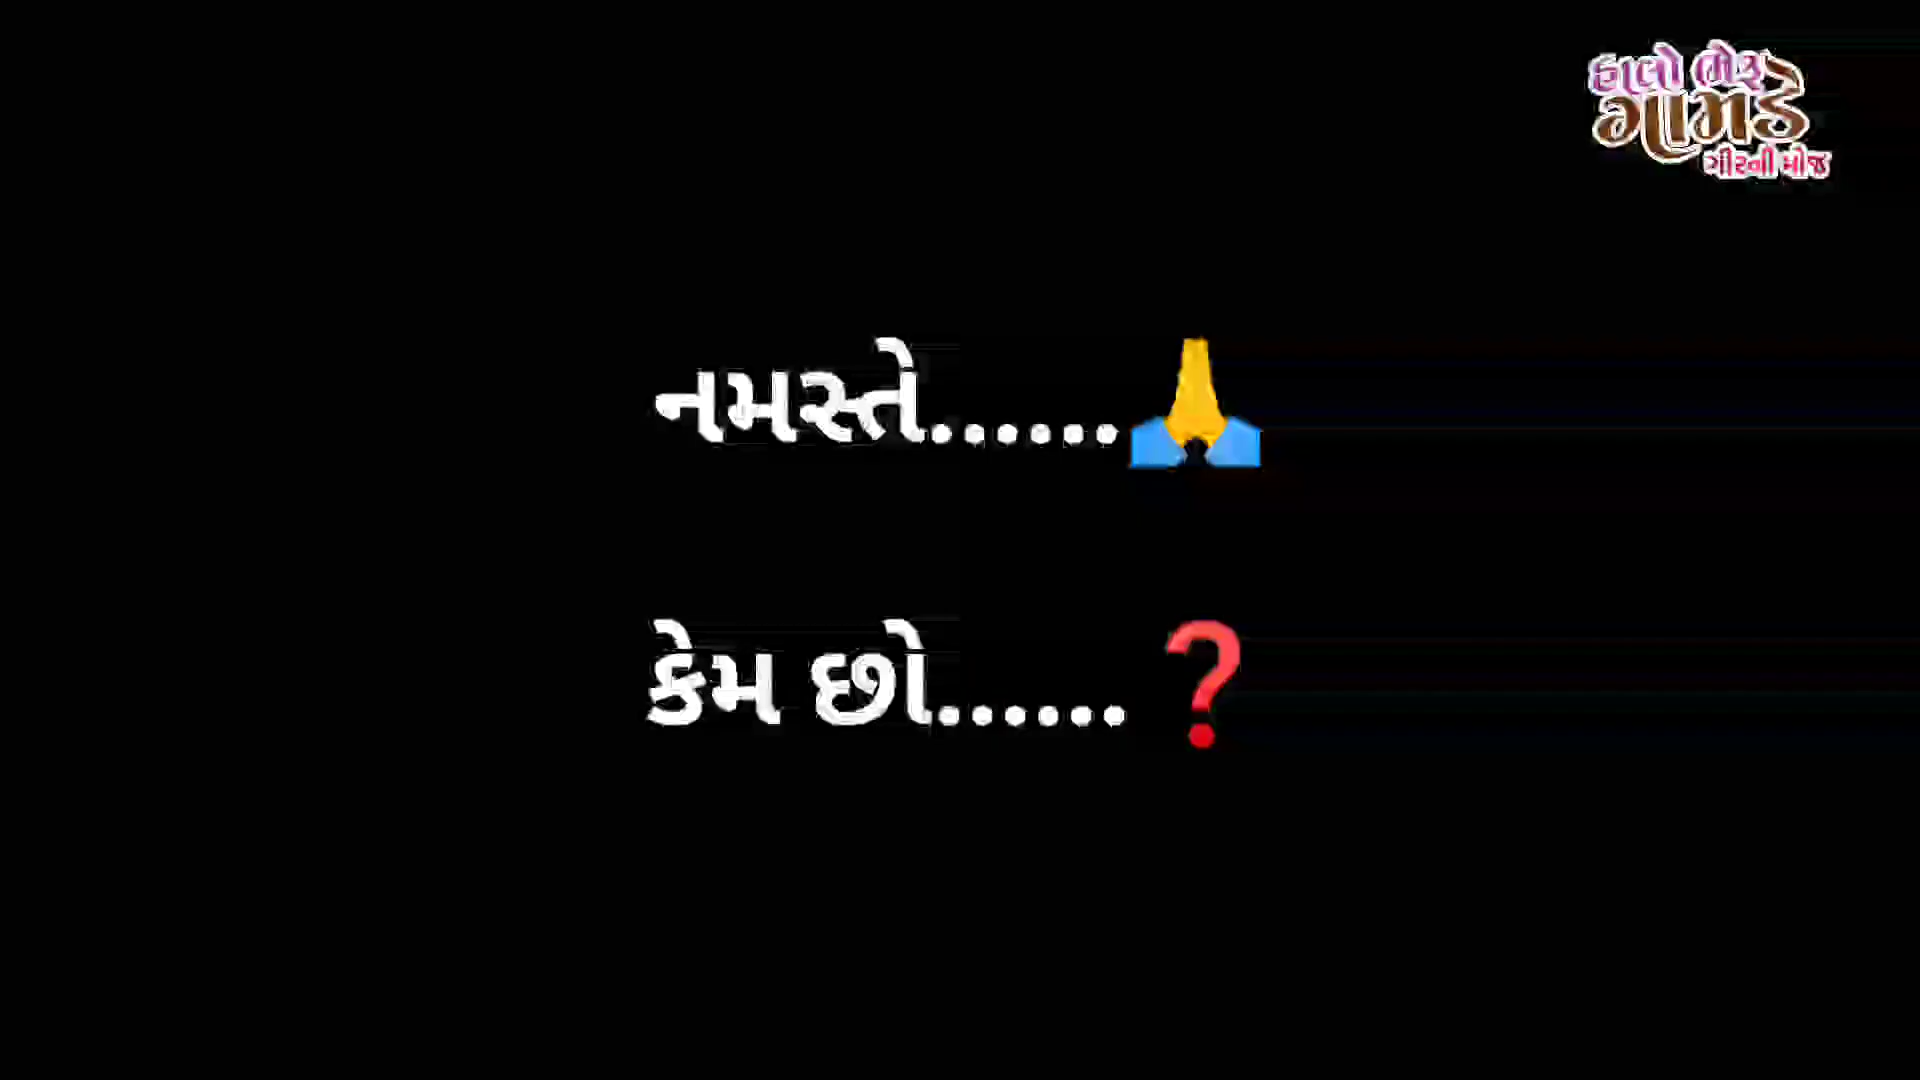 હાલો ભેરૂ
ગામડે
ગીરની મોજ
નમસ્તે......🙏
કેમ છો......❓